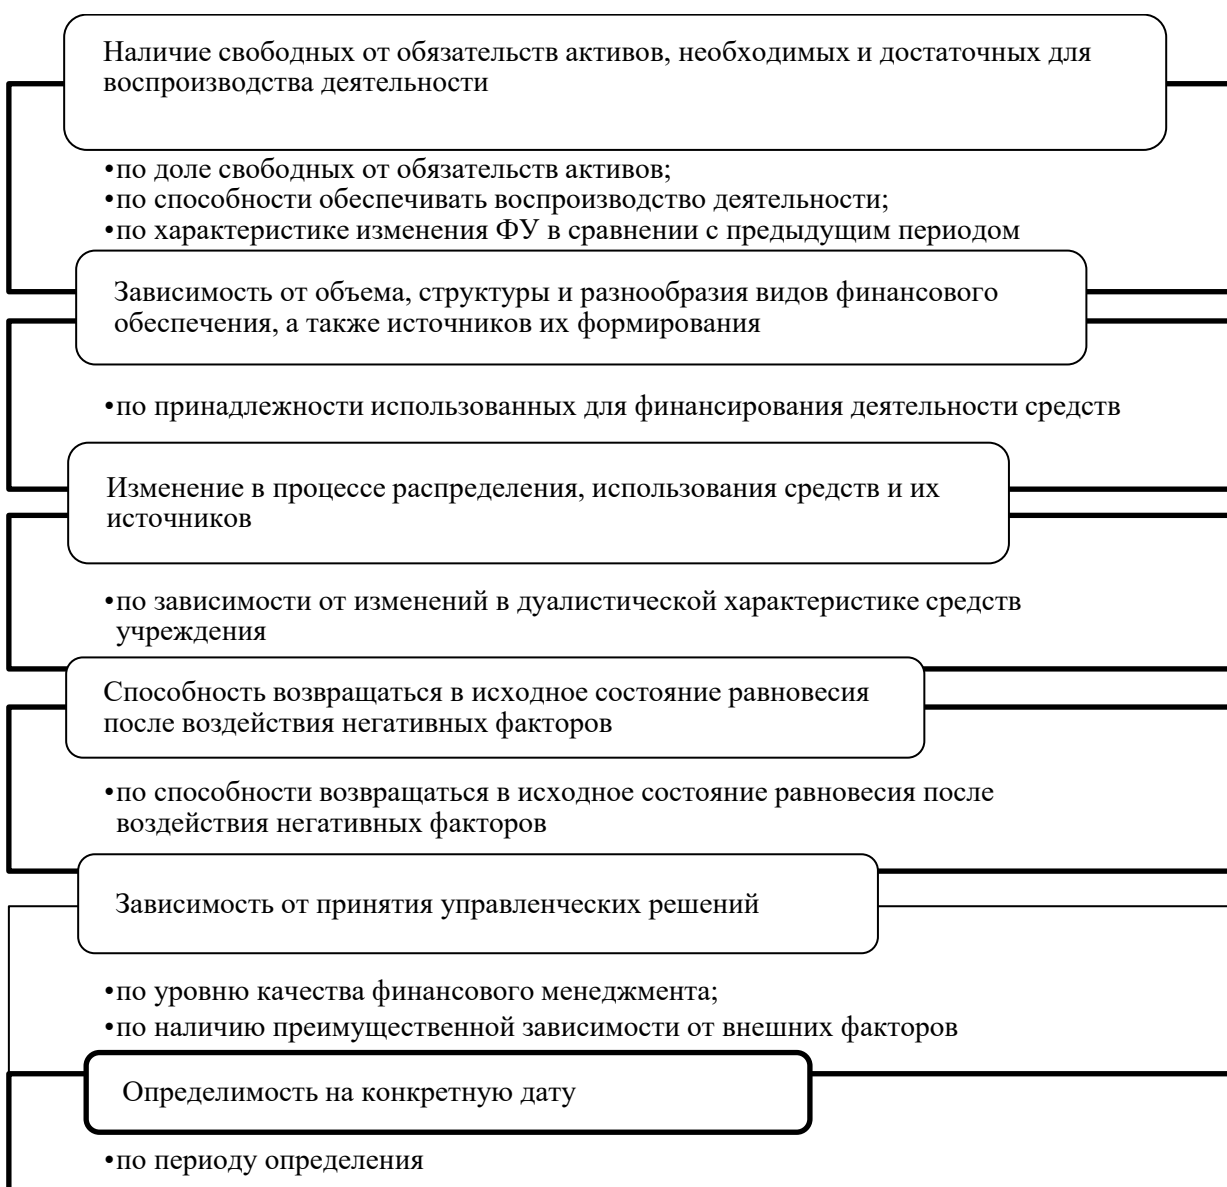 Наличие свободных от обязательств активов, необходимых и достаточных для
воспроизводства деятельности
•по доле свободных от обязательств активов;
•по способности обеспечивать воспроизводство деятельности;
•по характеристике изменения ФУ в сравнении с предыдущим периодом
Зависимость от объема, структуры и разнообразия видов финансового
обеспечения, а также источников их формирования
•по принадлежности использованных для финансирования деятельности средств
Изменение в процессе распределения, использования средств и их
источников
•по зависимости от изменений в дуалистической характеристике средств
учреждения
Способность возвращаться в исходное состояние равновесия
после воздействия негативных факторов
•по способности возвращаться в исходное состояние равновесия после
воздействия негативных факторов
Зависимость от принятия управленческих решений
•по уровню качества финансового менеджмента;
•по наличию преимущественной зависимости от внешних факторов
Определимость на конкретную дату
•по периоду определения